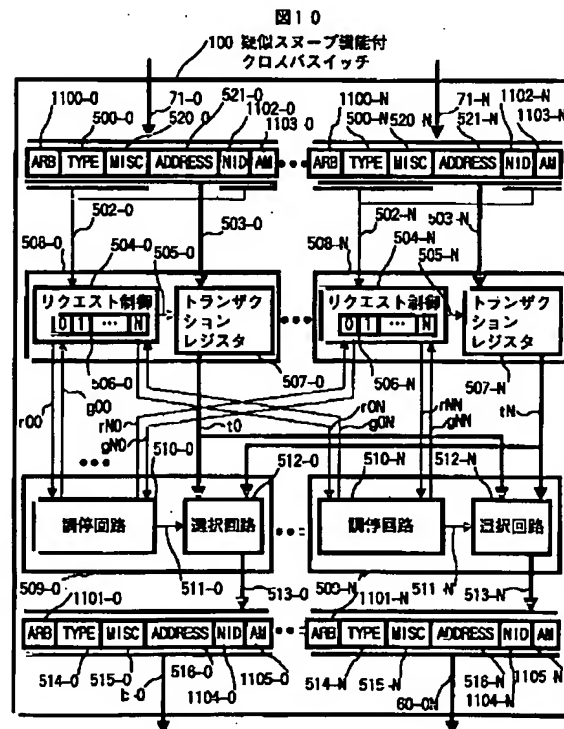 図10
100 疑似スヌープ機能付
クロスバスイッチ
1100-0 500-0 71-0 520-0 521-0 1102-0 1103-0
1100-N 500-N 520-N 71-N 521-N 1102-N 1103-N
ARB TYPE MISC ADDRESS NID AM ••• ARB TYPE MISC ADDRESS NID AM
502-0 503-0 502-N 503-N
508-0 504-0 505-0 508-N 504-N 505-N
リクエスト制御
0 1 … N
トランザク
ション
レジスタ
•••
リクエスト制御
0 1 … N
トランザク
ション
レジスタ
506-0 507-0 506-N 507-N
r00 g00 rN0 gN0 t0 r0N g0N rNN gNN tN
•••
510-0 512-0 510-N 512-N
調停回路 選択回路 調停回路 選択回路
509-0 511-0 513-0 509-N 511-N 513-N
1101-0 1101-N
ARB TYPE MISC ADDRESS NID AM ARB TYPE MISC ADDRESS NID AM
514-0 515-0 516-0 1104-0 1105-0
514-N 515-N 516-N 1104-N 1105-N
60-0N